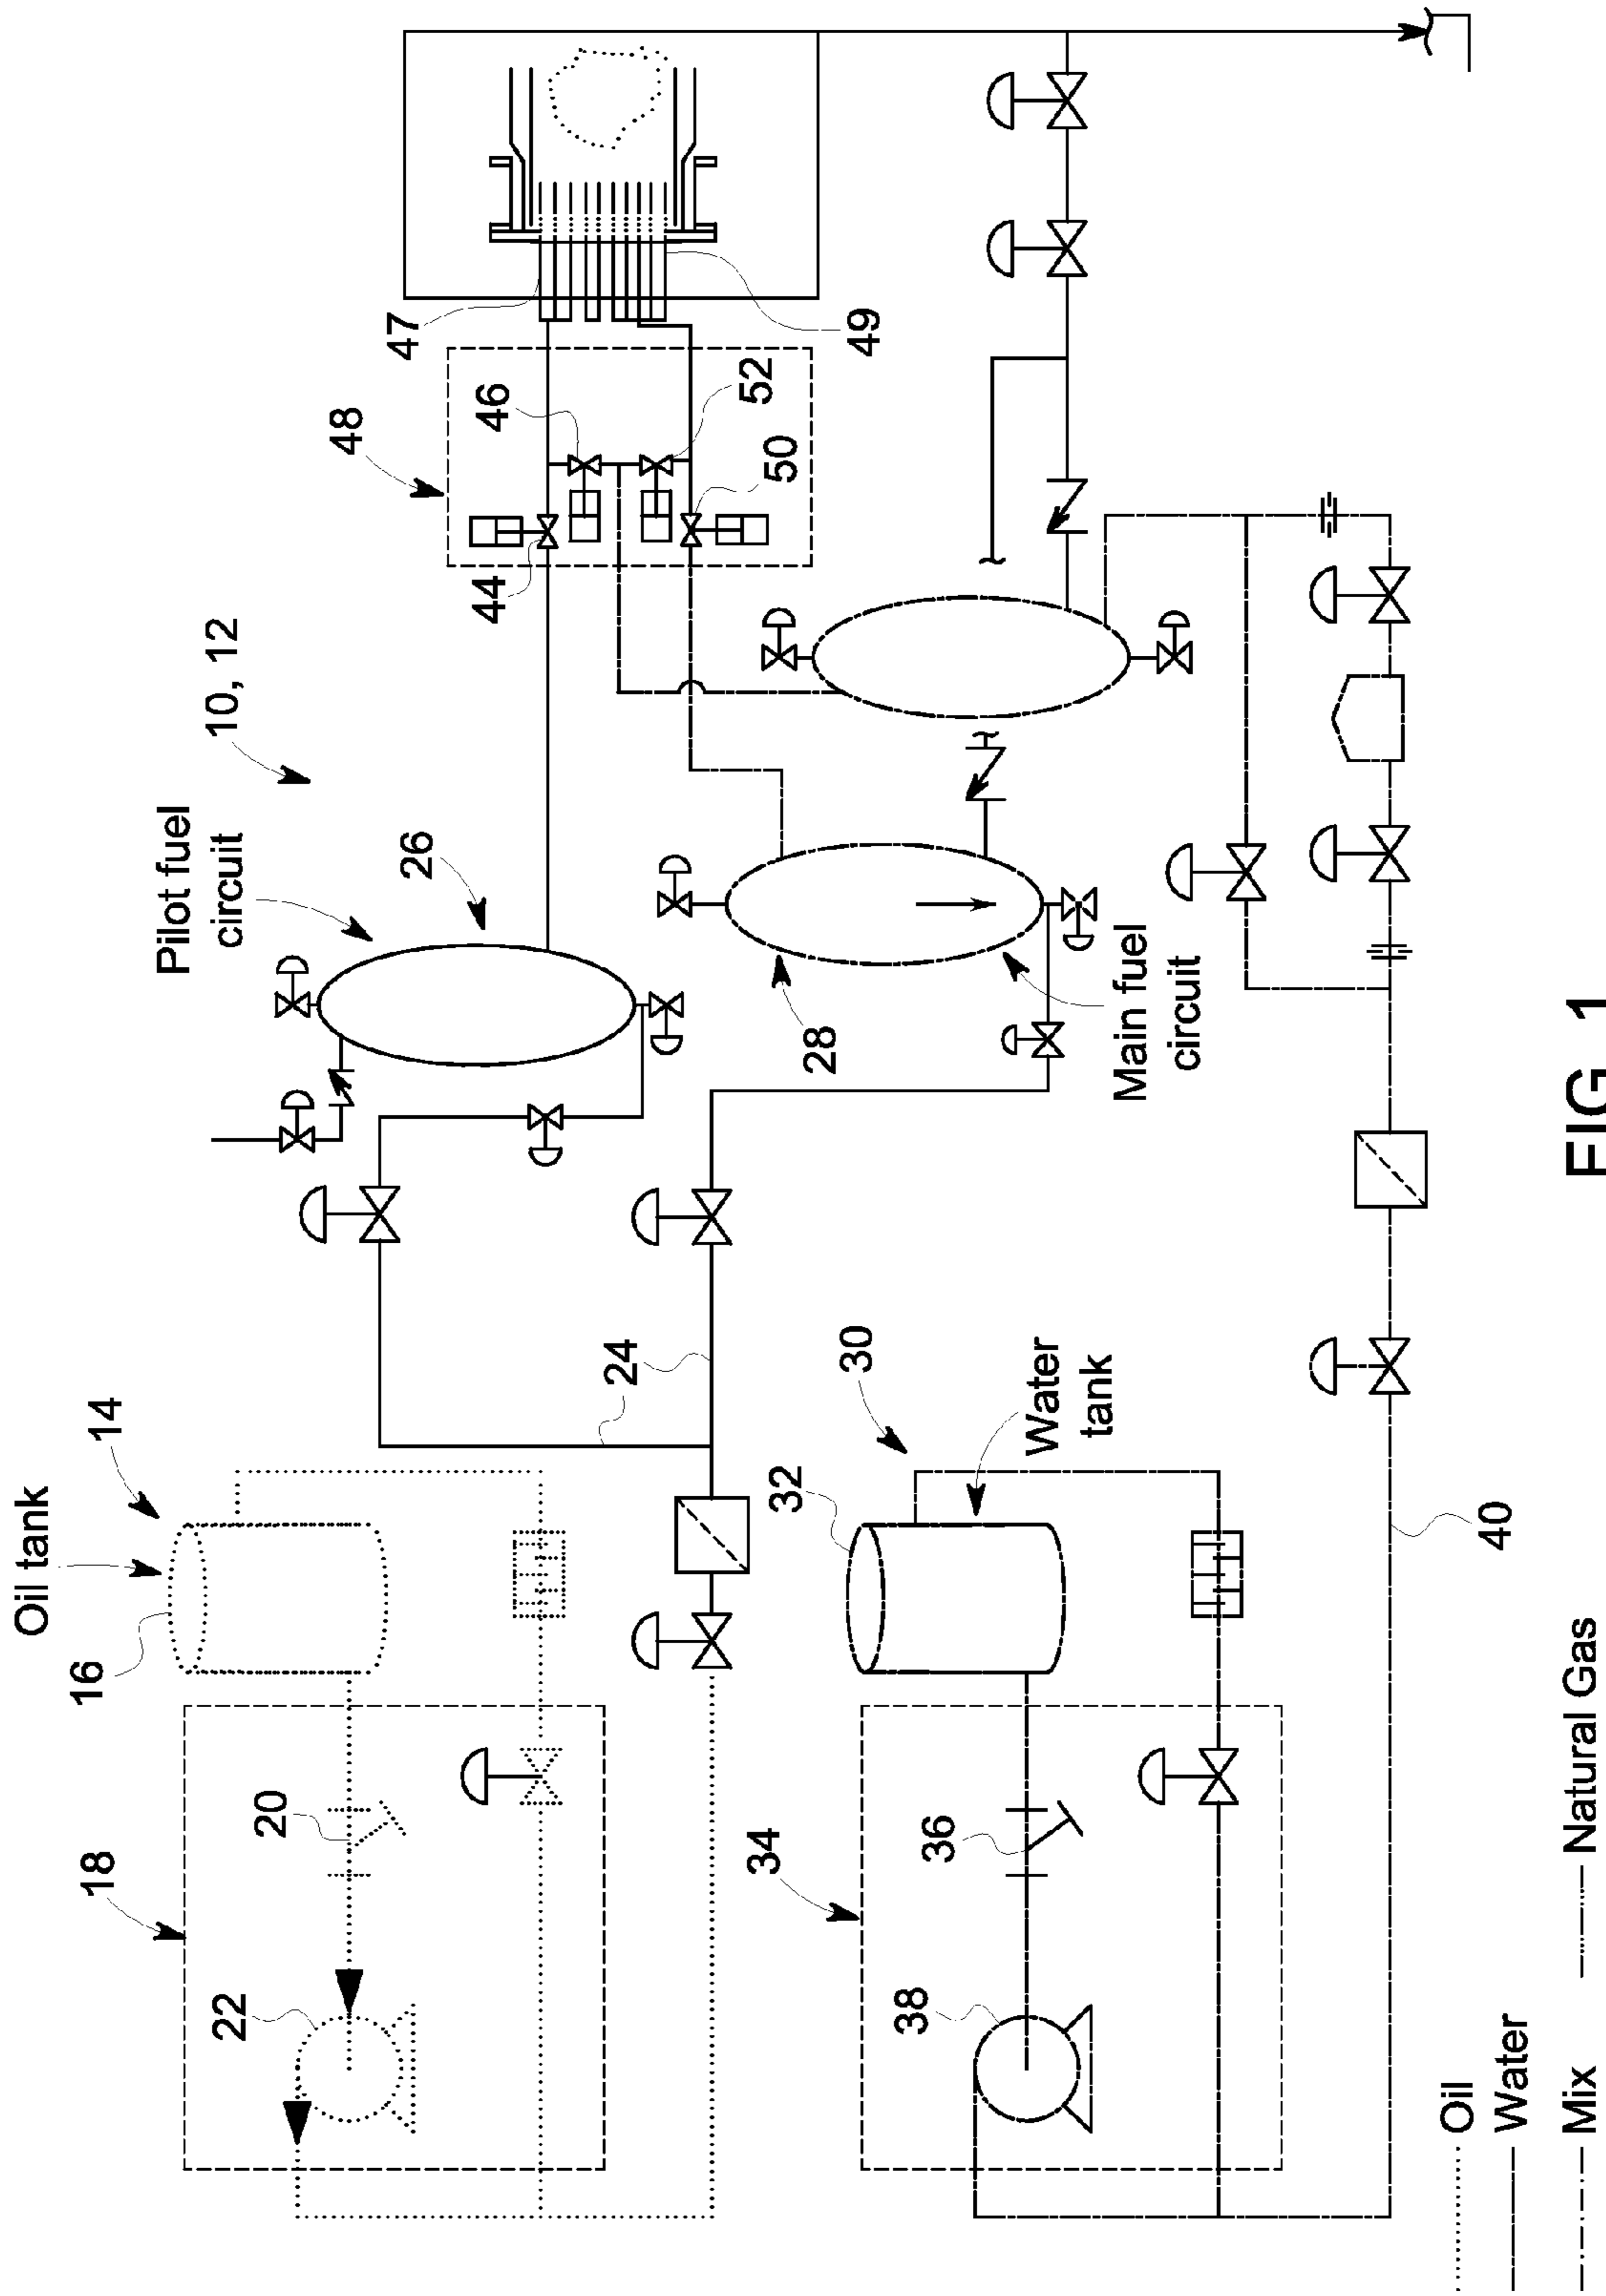 Oil tank
14
16
18
20
22
Pilot fuel
circuit
26
10, 12
24
48
44
46
47
49
50
52
28
Main fuel
circuit
30
32
Water
tank
34
36
38
40
Oil
Water
Mix
Natural Gas
FIG. 1